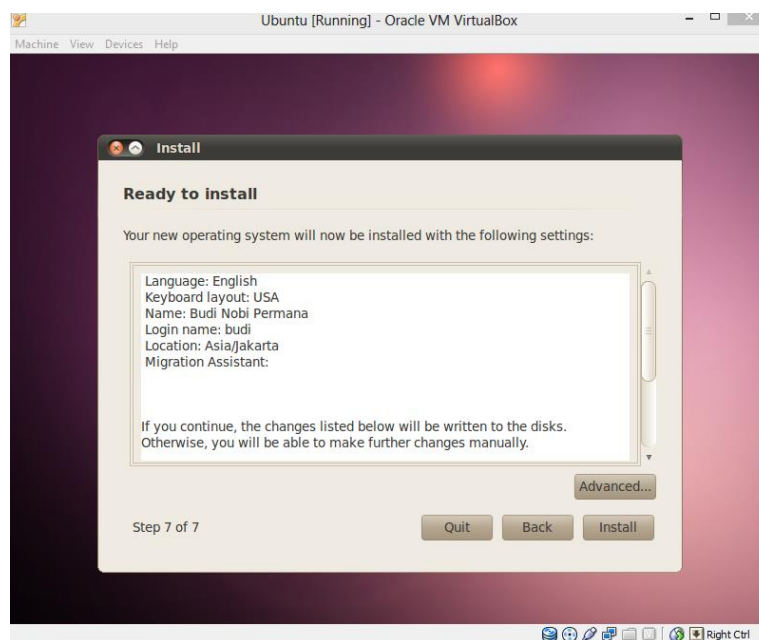 Ubuntu [Running] - Oracle VM VirtualBox
Machine View Devices Help
Install
Ready to install
Your new operating system will now be installed with the following settings:
Language: English
Keyboard layout: USA
Name: Budi Nobi Permana
Login name: budi
Location: Asia/Jakarta
Migration Assistant:
If you continue, the changes listed below will be written to the disks.
Otherwise, you will be able to make further changes manually.
Advanced...
Step 7 of 7 Quit Back Install
Right Ctrl